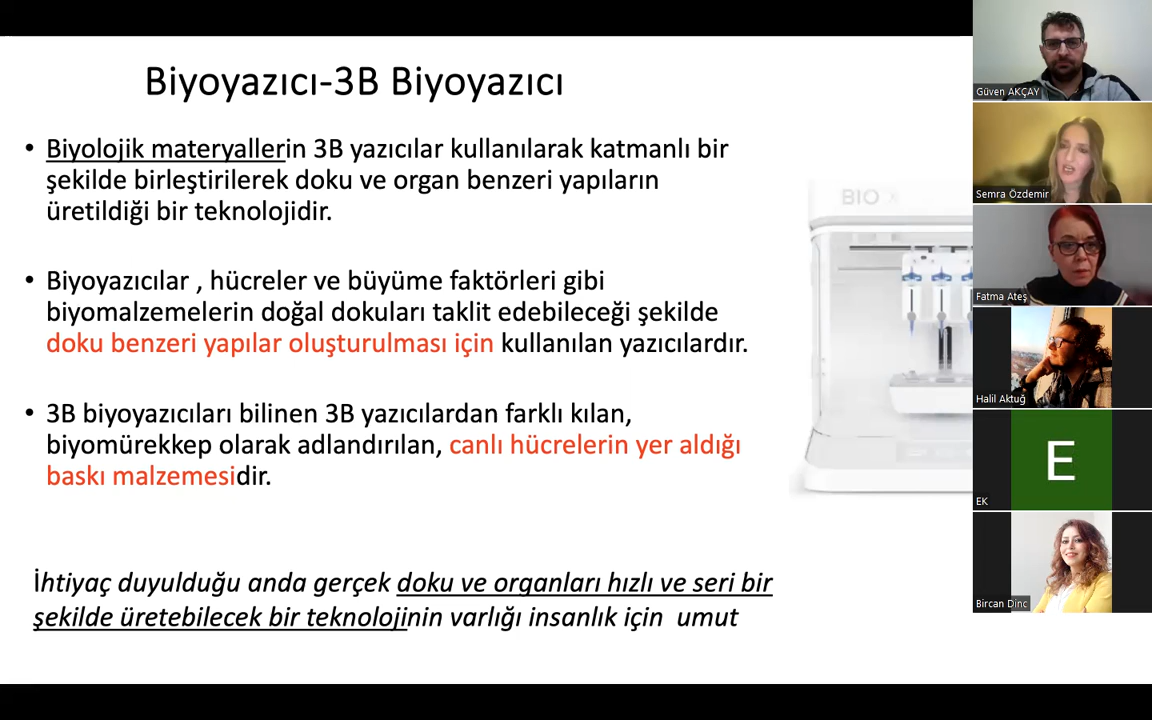 Biyoyazıcı-3B Biyoyazıcı
• Biyolojik materyallerin 3B yazıcılar kullanılarak katmanlı bir
şekilde birleştirilerek doku ve organ benzeri yapıların
üretildiği bir teknolojidir.
• Biyoyazıcılar , hücreler ve büyüme faktörleri gibi
biyomalzemelerin doğal dokuları taklit edebileceği şekilde
doku benzeri yapılar oluşturulması için kullanılan yazıcılardır.
• 3B biyoyazıcıları bilinen 3B yazıcılardan farklı kılan,
biyomürekkep olarak adlandırılan, canlı hücrelerin yer aldığı
baskı malzemesidir.
İhtiyaç duyulduğu anda gerçek doku ve organları hızlı ve seri bir
şekilde üretebilecek bir teknolojinin varlığı insanlık için umut
BIO X
Güven AKÇAY
Semra Özdemir
Fatma Ateş
Halil Aktuğ
E
EK
Bircan Dinc